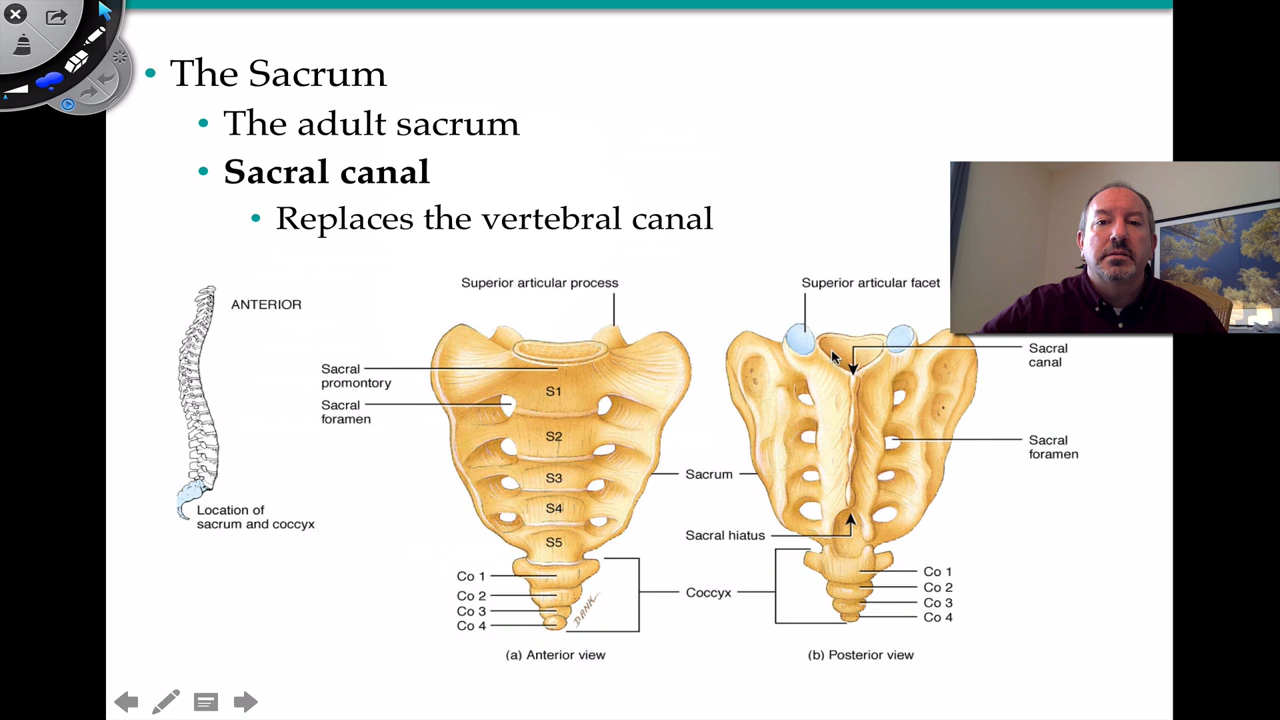 The Sacrum
The adult sacrum
Sacral canal
Replaces the vertebral canal
ANTERIOR
Location of
sacrum and coccyx
Superior articular process
Sacral
promontory
Sacral
foramen
S1
S2
S3
S4
S5
Co 1
Co 2
Co 3
Co 4
DANK
(a) Anterior view
Sacrum
Sacral hiatus
Coccyx
Superior articular facet
Sacral
canal
Sacral
foramen
Co 1
Co 2
Co 3
Co 4
(b) Posterior view